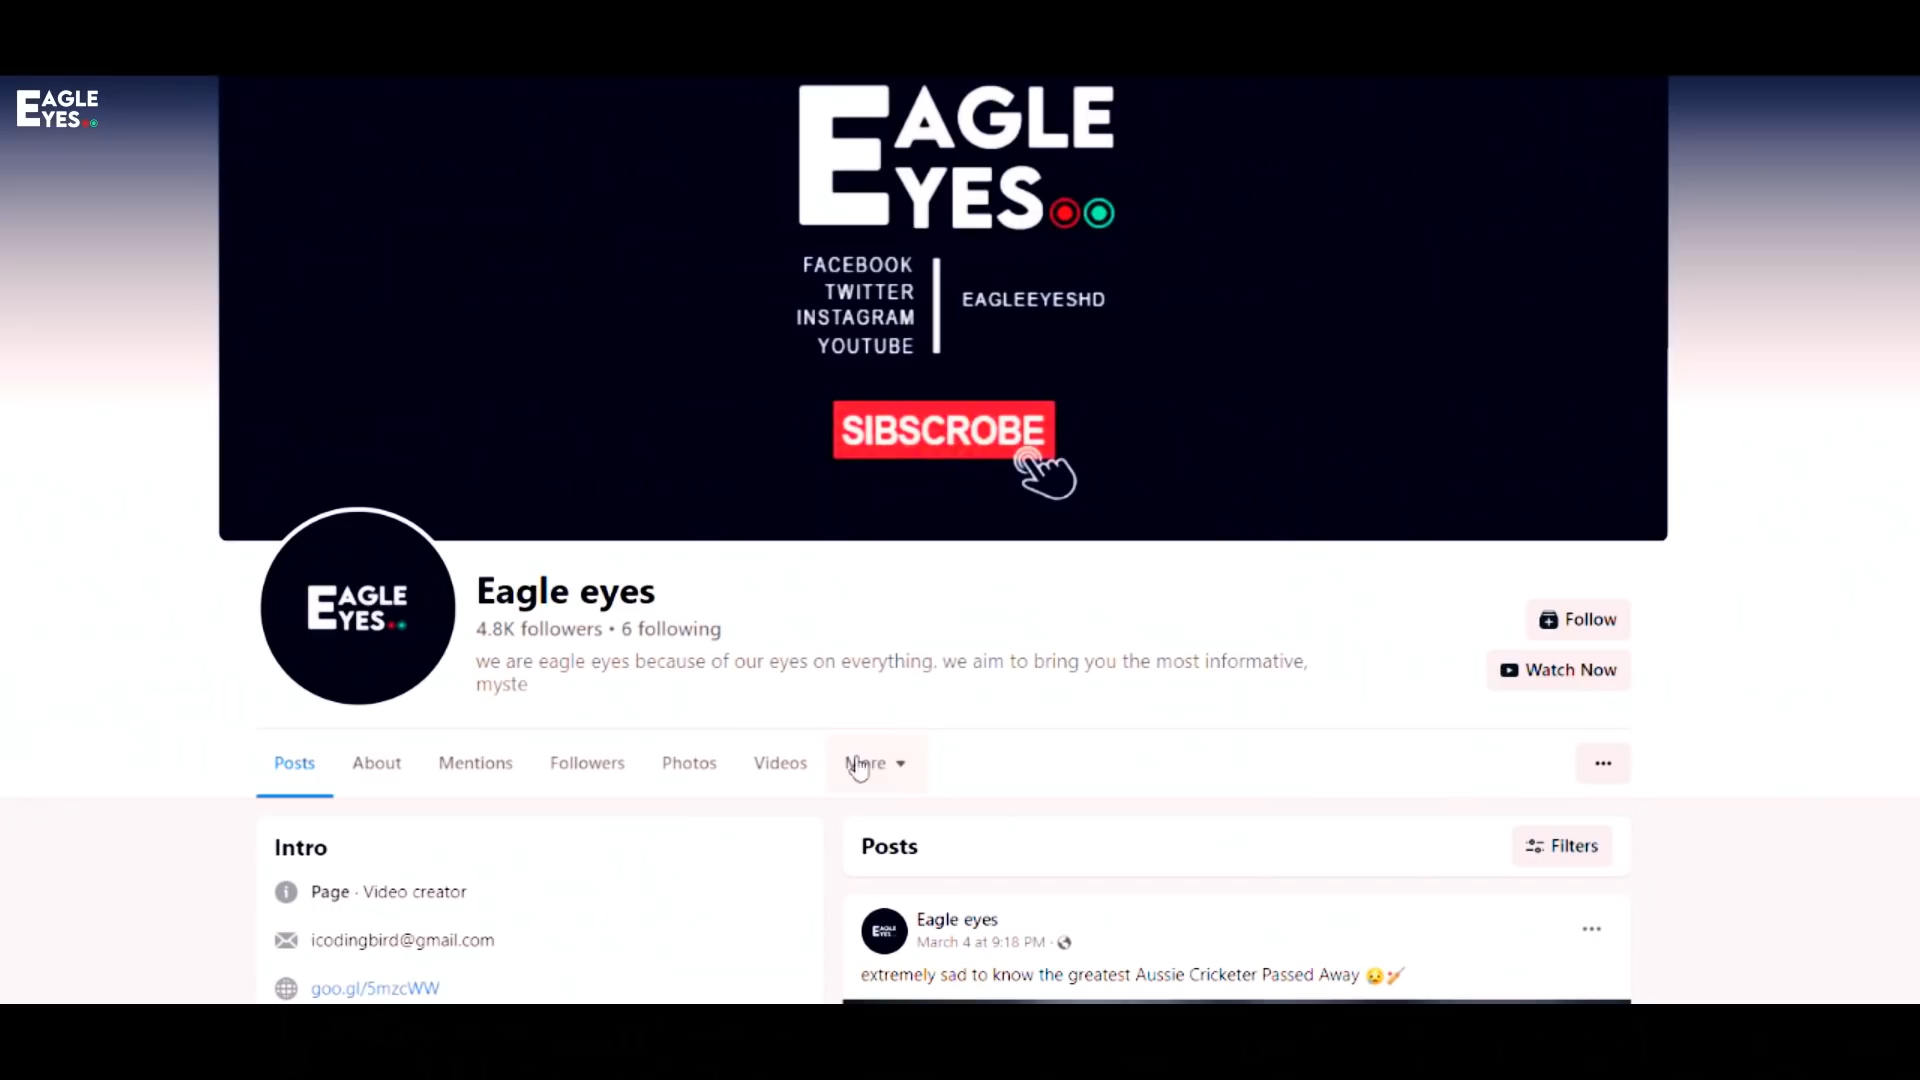 EAGLE
EYES
EAGLE
EYES
FACEBOOK
TWITTER
INSTAGRAM
YOUTUBE
EAGLEEYESHD
SIBSCROBE
EAGLE
EYES
Eagle eyes
4.8K followers • 6 following
we are eagle eyes because of our eyes on everything. we aim to bring you the most informative,
myste
Follow
Watch Now
Posts
About
Mentions
Followers
Photos
Videos
More
Intro
Page · Video creator
icodingbird@gmail.com
goo.gl/5mzcWW
Posts
Filters
EAGLE
EYES
Eagle eyes
March 4 at 9:18 PM ·
extremely sad to know the greatest Aussie Cricketer Passed Away 😥🏏